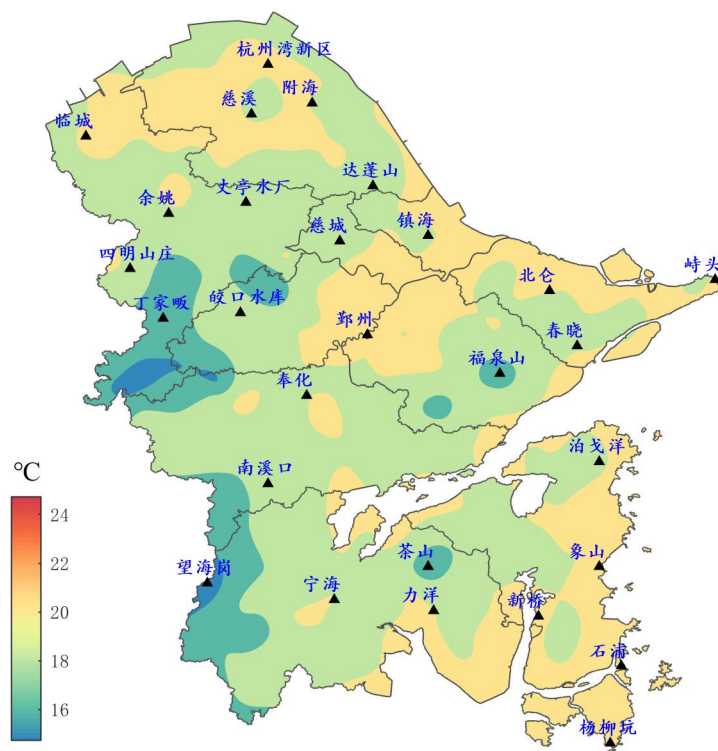 杭州湾新区
附海
慈溪
临城
达蓬山
丈亭水厂
余姚
镇海
慈城
四明山庄
峙头
北仑
皎口水库
丁家畈
鄞州
春晓
福泉山
奉化
泊戈洋
℃
南溪口
24
22
茶山
象山
望海岗
宁海
20
力洋
新桥
18
石浦
16
杨柳玩